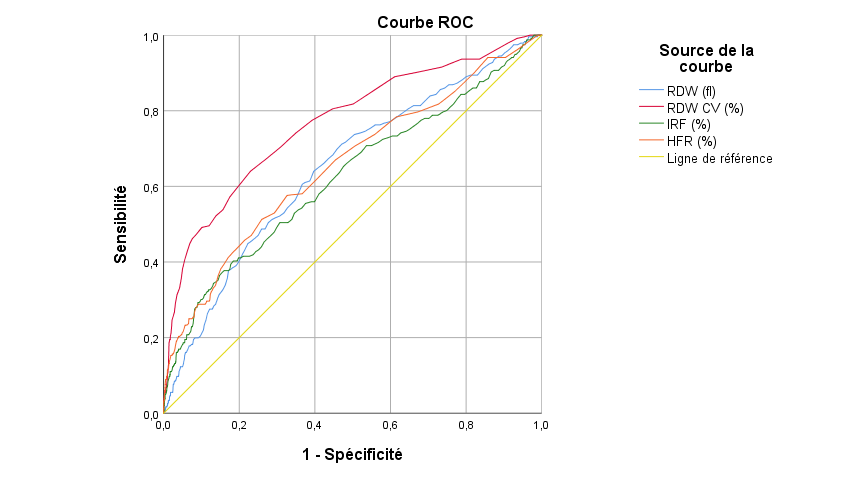 Courbe ROC
Source de la
courbe
RDW (fl)
RDW CV (%)
IRF (%)
HFR (%)
Ligne de référence
Sensibilité
1,0
0,8
0,6
0,4
0,2
0,0
0,0 0,2 0,4 0,6 0,8 1,0
1 - Spécificité